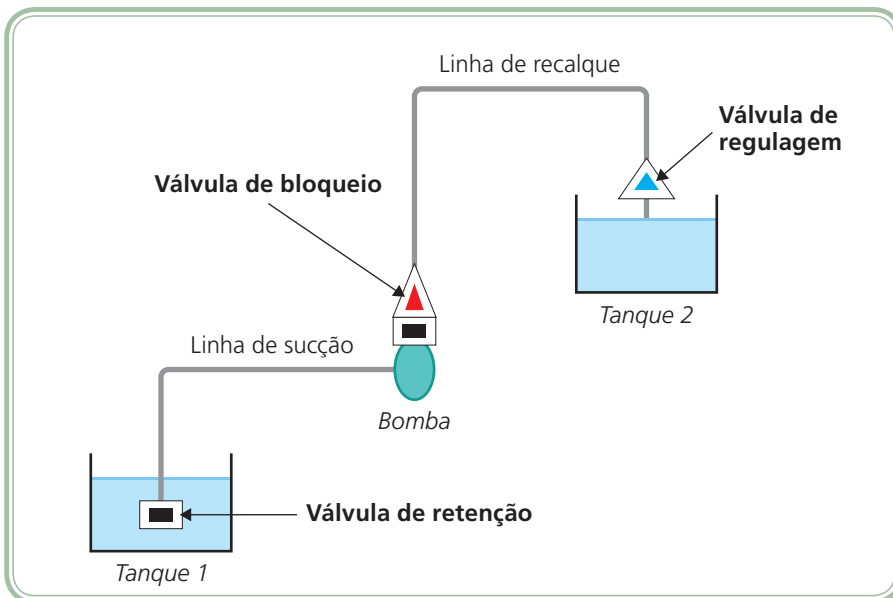 Linha de recalque
Válvula de
regulagem
Válvula de bloqueio
Tanque 2
Linha de sucção
Bomba
Válvula de retenção
Tanque 1